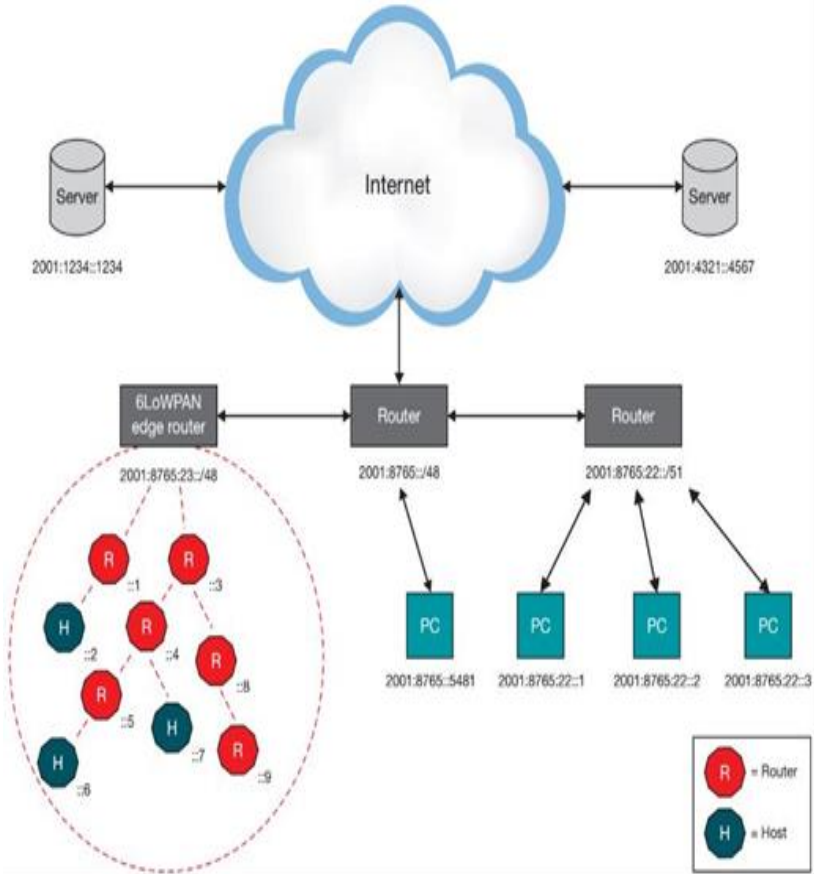 Internet
Server
Server
2001:1234::1234
2001:4321::4567
6LoWPAN
edge router
Router
Router
2001:8765:23::/48
2001:8765::/48
2001:8765:22::/51
R
R
::1
::3
H
R
PC
PC
PC
PC
::2
::4
R
::8
2001:8765::5481
2001:8765:22::1
2001:8765:22::2
2001:8765:22::3
R
::5
H
::7
R
::9
H
::6
R = Router
H = Host